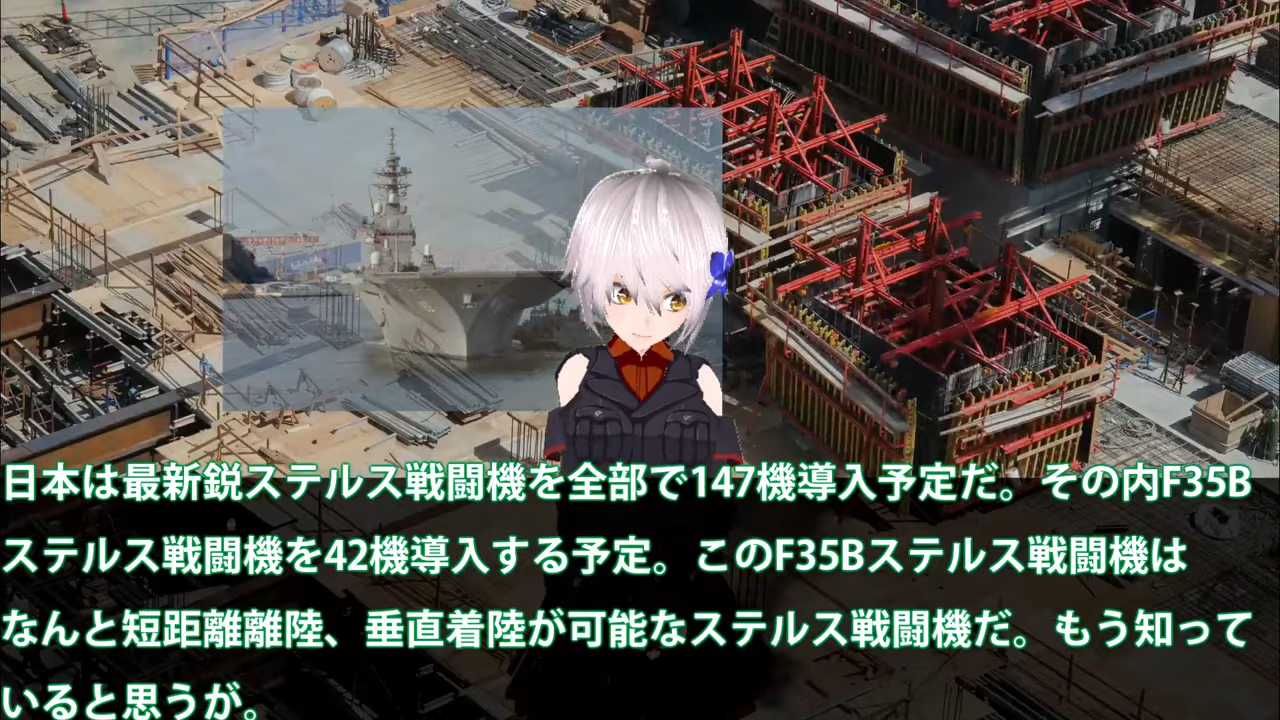 日本は最新鋭ステルス戦闘機を全部で147機導入予定だ。その内F35B
ステルス戦闘機を42機導入する予定。このF35Bステルス戦闘機は
なんと短距離離陸、垂直着陸が可能なステルス戦闘機だ。もう知って
いると思うが。